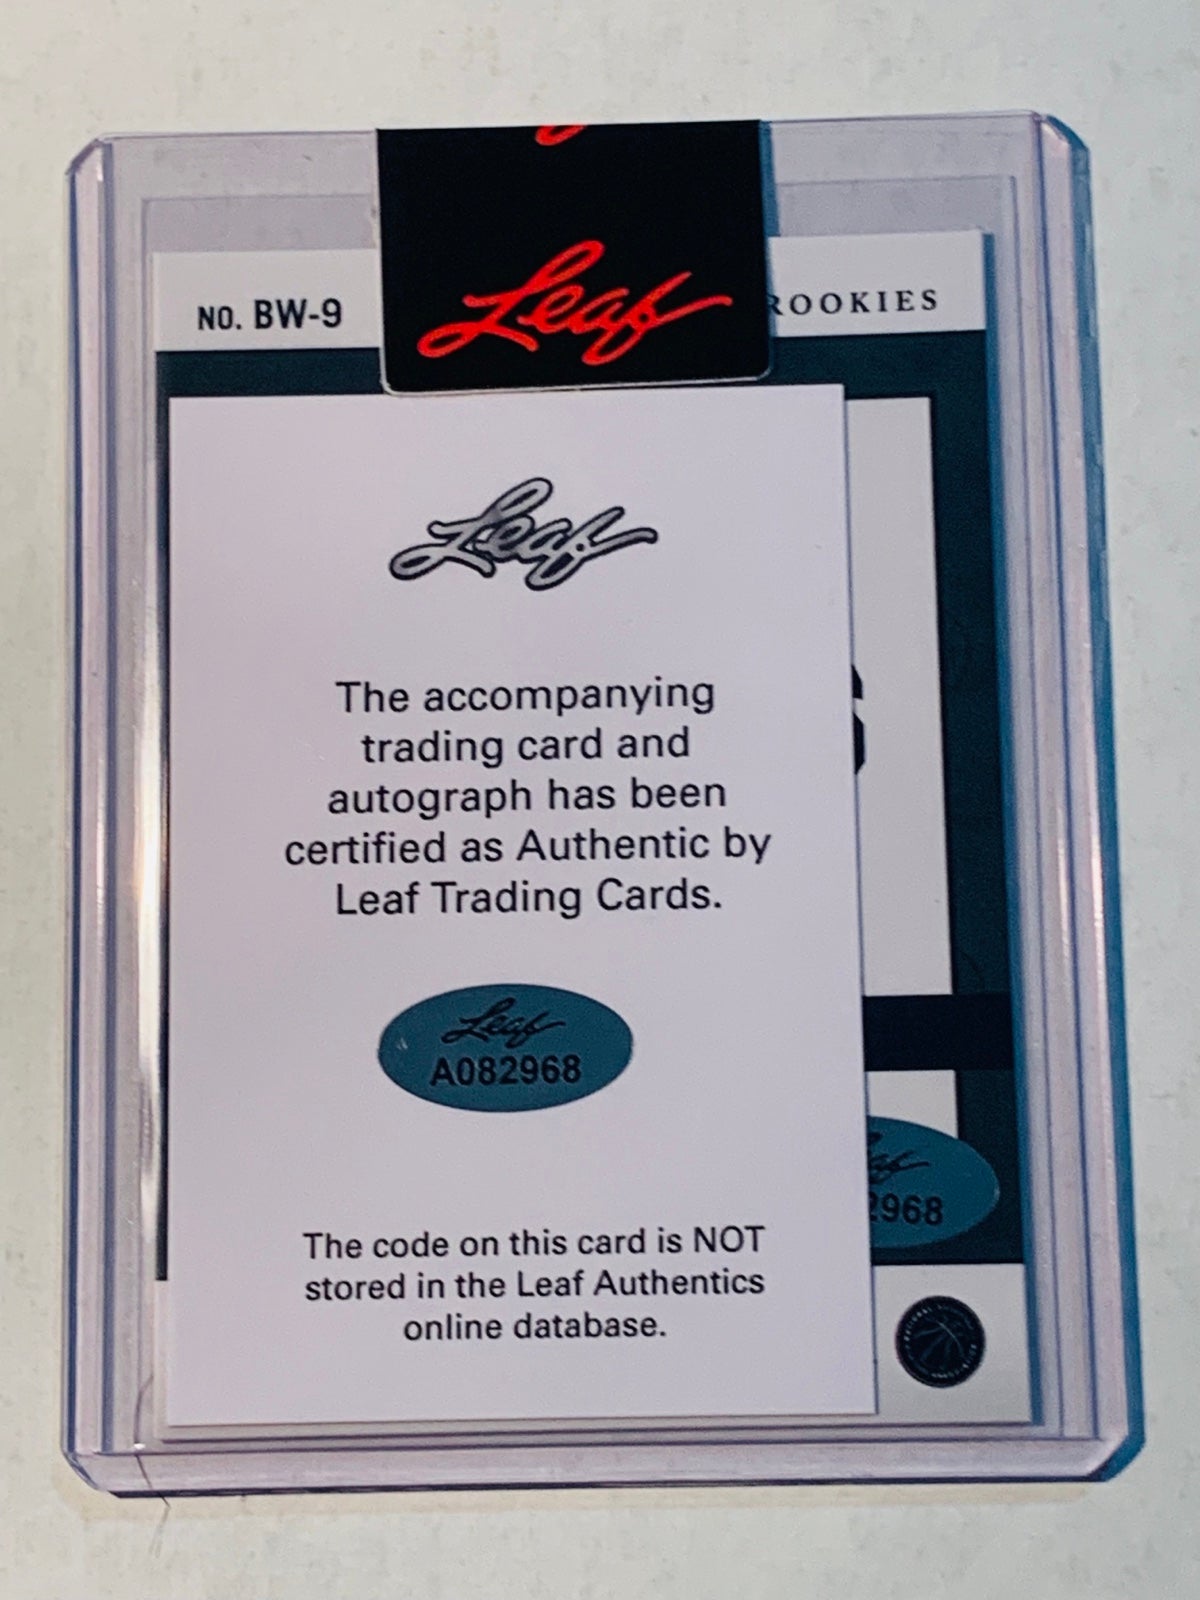 Leaf
NO. BW-9
ROOKIES
Leaf
The accompanying
trading card and
autograph has been
certified as Authentic by
Leaf Trading Cards.
Leaf
A082968
2968
The code on this card is NOT
stored in the Leaf Authentics
online database.